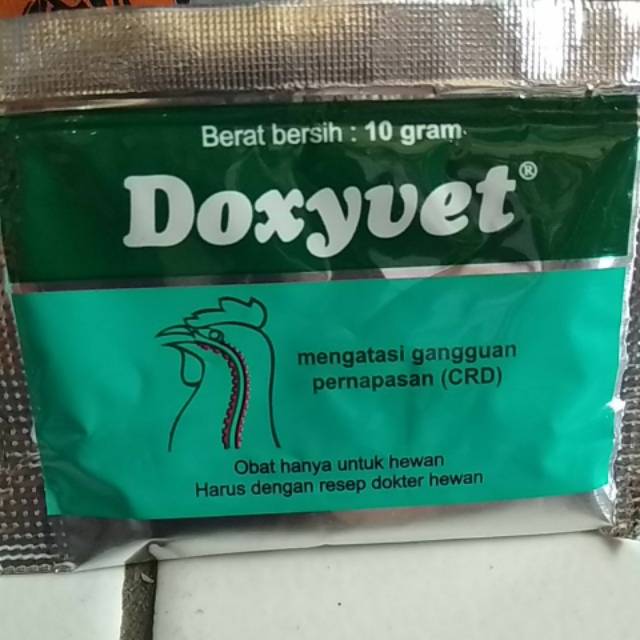 Berat bersih : 10 gram
Doxyvet®
mengatasi gangguan
pernapasan (CRD)
Obat hanya untuk hewan
Harus dengan resep dokter hewan